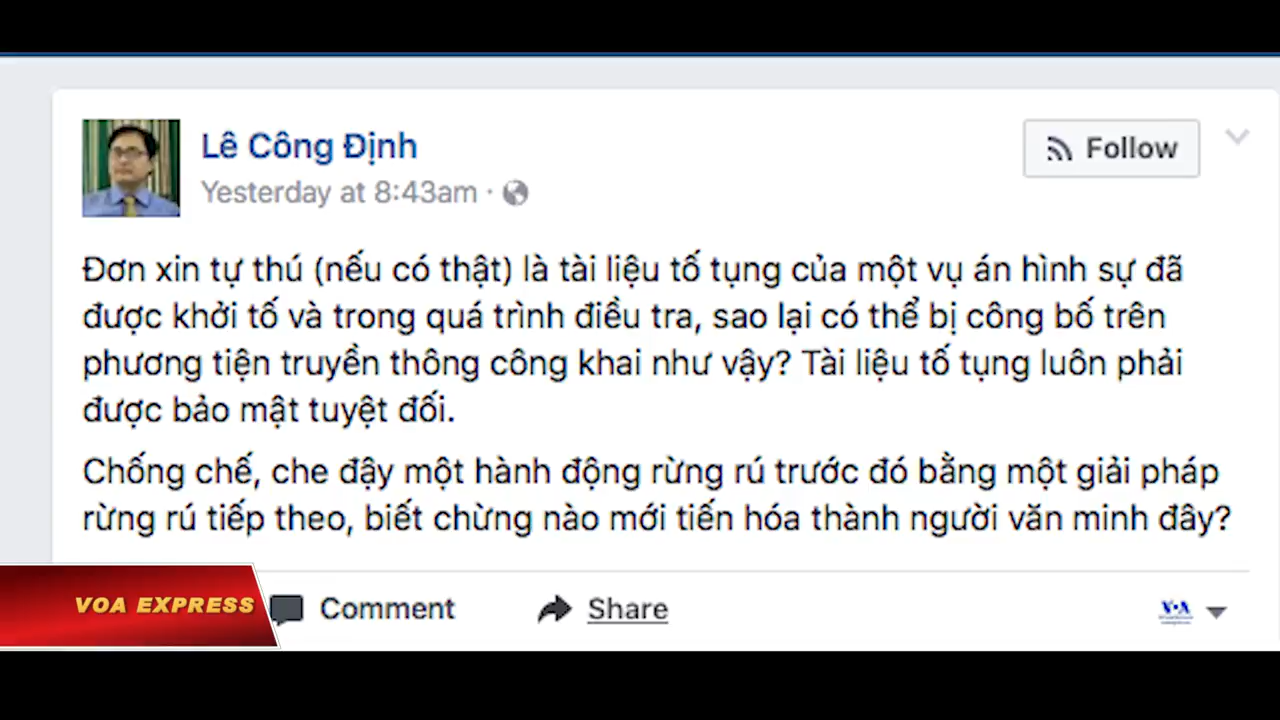 Lê Công Định
Follow
Yesterday at 8:43am ·
Đơn xin tự thú (nếu có thật) là tài liệu tố tụng của một vụ án hình sự đã
được khởi tố và trong quá trình điều tra, sao lại có thể bị công bố trên
phương tiện truyền thông công khai như vậy? Tài liệu tố tụng luôn phải
được bảo mật tuyệt đối.
Chống chế, che đậy một hành động rừng rú trước đó bằng một giải pháp
rừng rú tiếp theo, biết chừng nào mới tiến hóa thành người văn minh đây?
VOA EXPRESS
Comment
Share
VOA